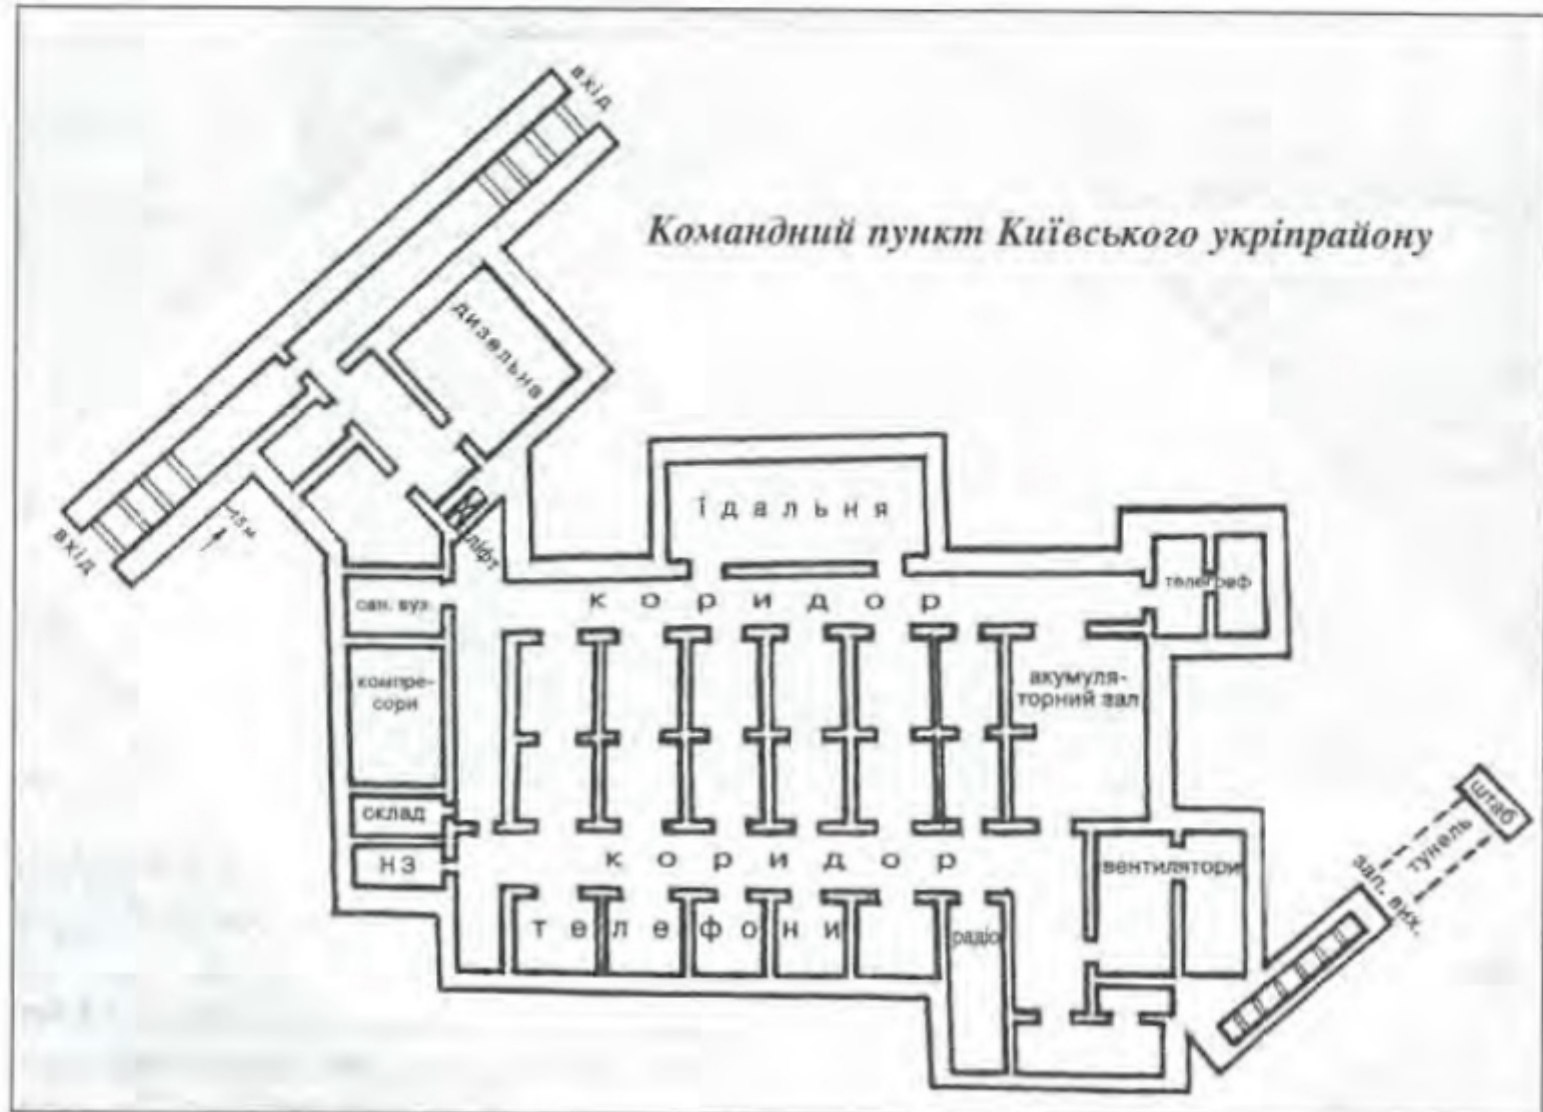 вхід
Командний пункт Київського укріпрайону
дизельна
їдальня
вхід
ліфт
телеграф
сан. вуз
коридор
компре-
сори
акумуля-
торний зал
склад
штаб
тунель
НЗ
коридор
вентилятори
зап. вих.
телефони
радіо